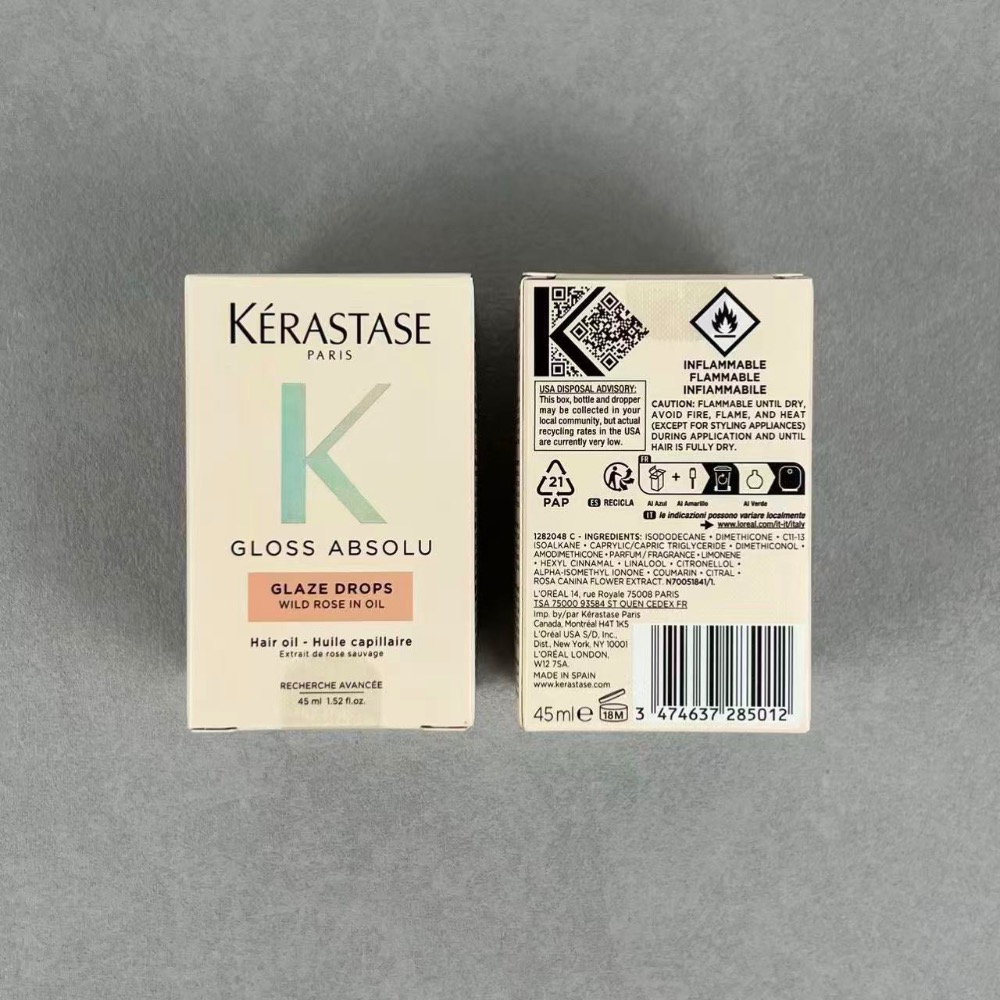 KÉRASTASE
PARIS
K
GLOSS ABSOLU
GLAZE DROPS
WILD ROSE IN OIL
Hair oil - Huile capillaire
Extrait de rose sauvage
RECHERCHE AVANCÉE
45 ml 1.52 fl.oz.
K
USA DISPOSAL ADVISORY:
This box, bottle and dropper
may be collected in your
local community, but actual
recycling rates in the USA
are currently very low.
INFLAMMABLE
FLAMMABLE
INFIAMMABILE
CAUTION: FLAMMABLE UNTIL DRY,
AVOID FIRE, FLAME, AND HEAT
(EXCEPT FOR STYLING APPLIANCES)
DURING APPLICATION AND UNTIL
HAIR IS FULLY DRY.
21
PAP
ES RECICLA
FR
+
Al Azul Al Amarillo Al Verde
IT le indicazioni possono variare localmente
www.loreal.com/it-it/italy
1282048 C - INGREDIENTS: ISODODECANE • DIMETHICONE • C11-13
ISOALKANE • CAPRYLIC/CAPRIC TRIGLYCERIDE • DIMETHICONOL •
AMODIMETHICONE • PARFUM / FRAGRANCE • LIMONENE
• HEXYL CINNAMAL • LINALOOL • CITRONELLOL •
ALPHA-ISOMETHYL IONONE • COUMARIN • CITRAL •
ROSA CANINA FLOWER EXTRACT. N70051841/1.
L'ORÉAL 14, rue Royale 75008 PARIS
TSA 75000 93584 ST OUEN CEDEX FR
Imp. by/par Kérastase Paris
Canada, Montréal H4T 1K5
L'Oréal USA S/D, Inc.,
Dist., New York, NY 10001
L'ORÉAL LONDON,
W12 7SA.
MADE IN SPAIN
www.kerastase.com
45 ml e 18M
3 474637 285012